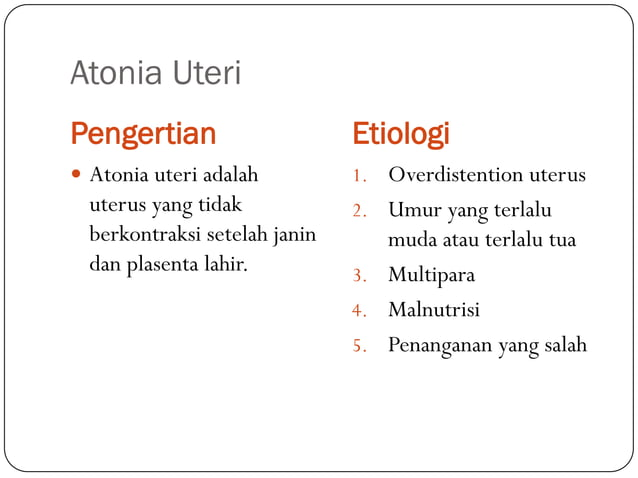 Atonia Uteri
Pengertian
• Atonia uteri adalah
uterus yang tidak
berkontraksi setelah janin
dan plasenta lahir.
Etiologi
1. Overdistention uterus
2. Umur yang terlalu
muda atau terlalu tua
3. Multipara
4. Malnutrisi
5. Penanganan yang salah